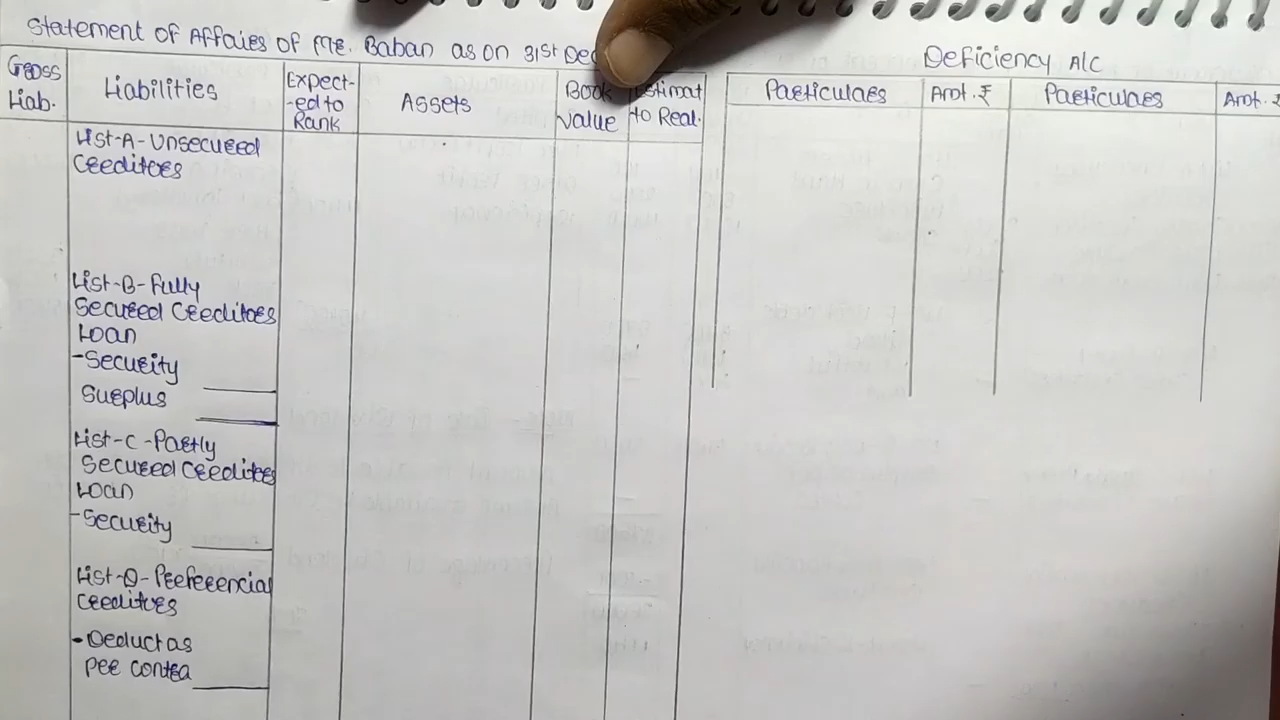 Statement of Affairs of Mr. Baban as on 31st Dec
Gross
Liab.
Liabilities
Expect-
-ed to
Rank
Assets
Book
Value
Estimat
to Real.
List-A-Unsecured
Creditors
List-B-Fully
Secured Creditors
Loan
-Security
Surplus
List-C-Partly
Secured Creditors
Loan
-Security
List-D-Preferencial
Creditors
-Deduct as
per contra
Deficiency A/c
Particulars
Amt. ₹
Particulars
Amt. ₹